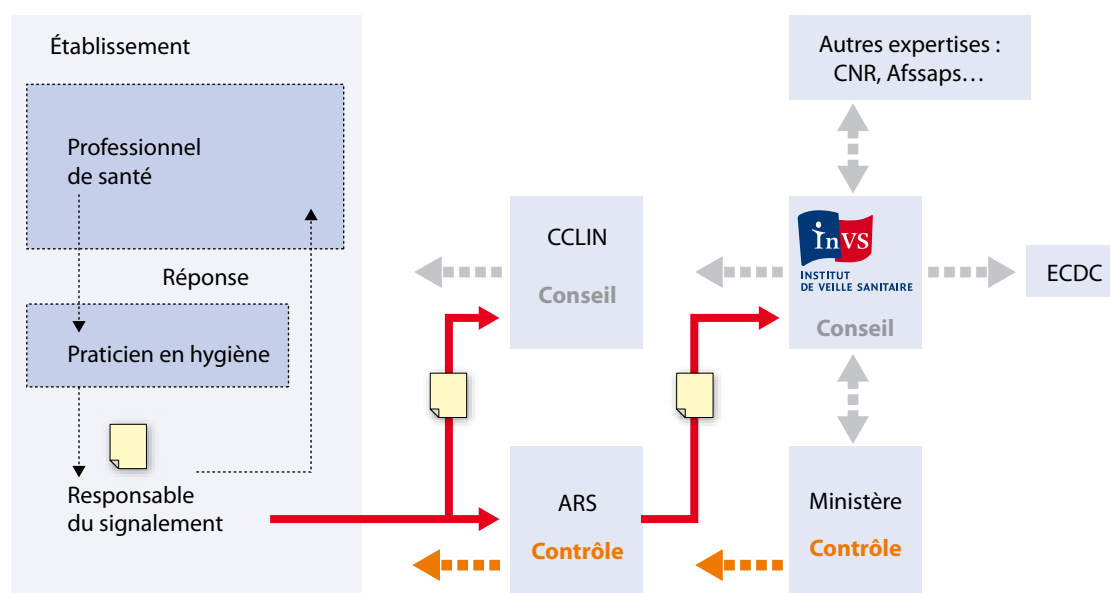 Établissement
Professionnel
de santé
Réponse
Praticien en hygiène
Responsable
du signalement
CCLIN
Conseil
ARS
Contrôle
Autres expertises :
CNR, Afssaps…
inVS
INSTITUT
DE VEILLE SANITAIRE
Conseil
ECDC
Ministère
Contrôle